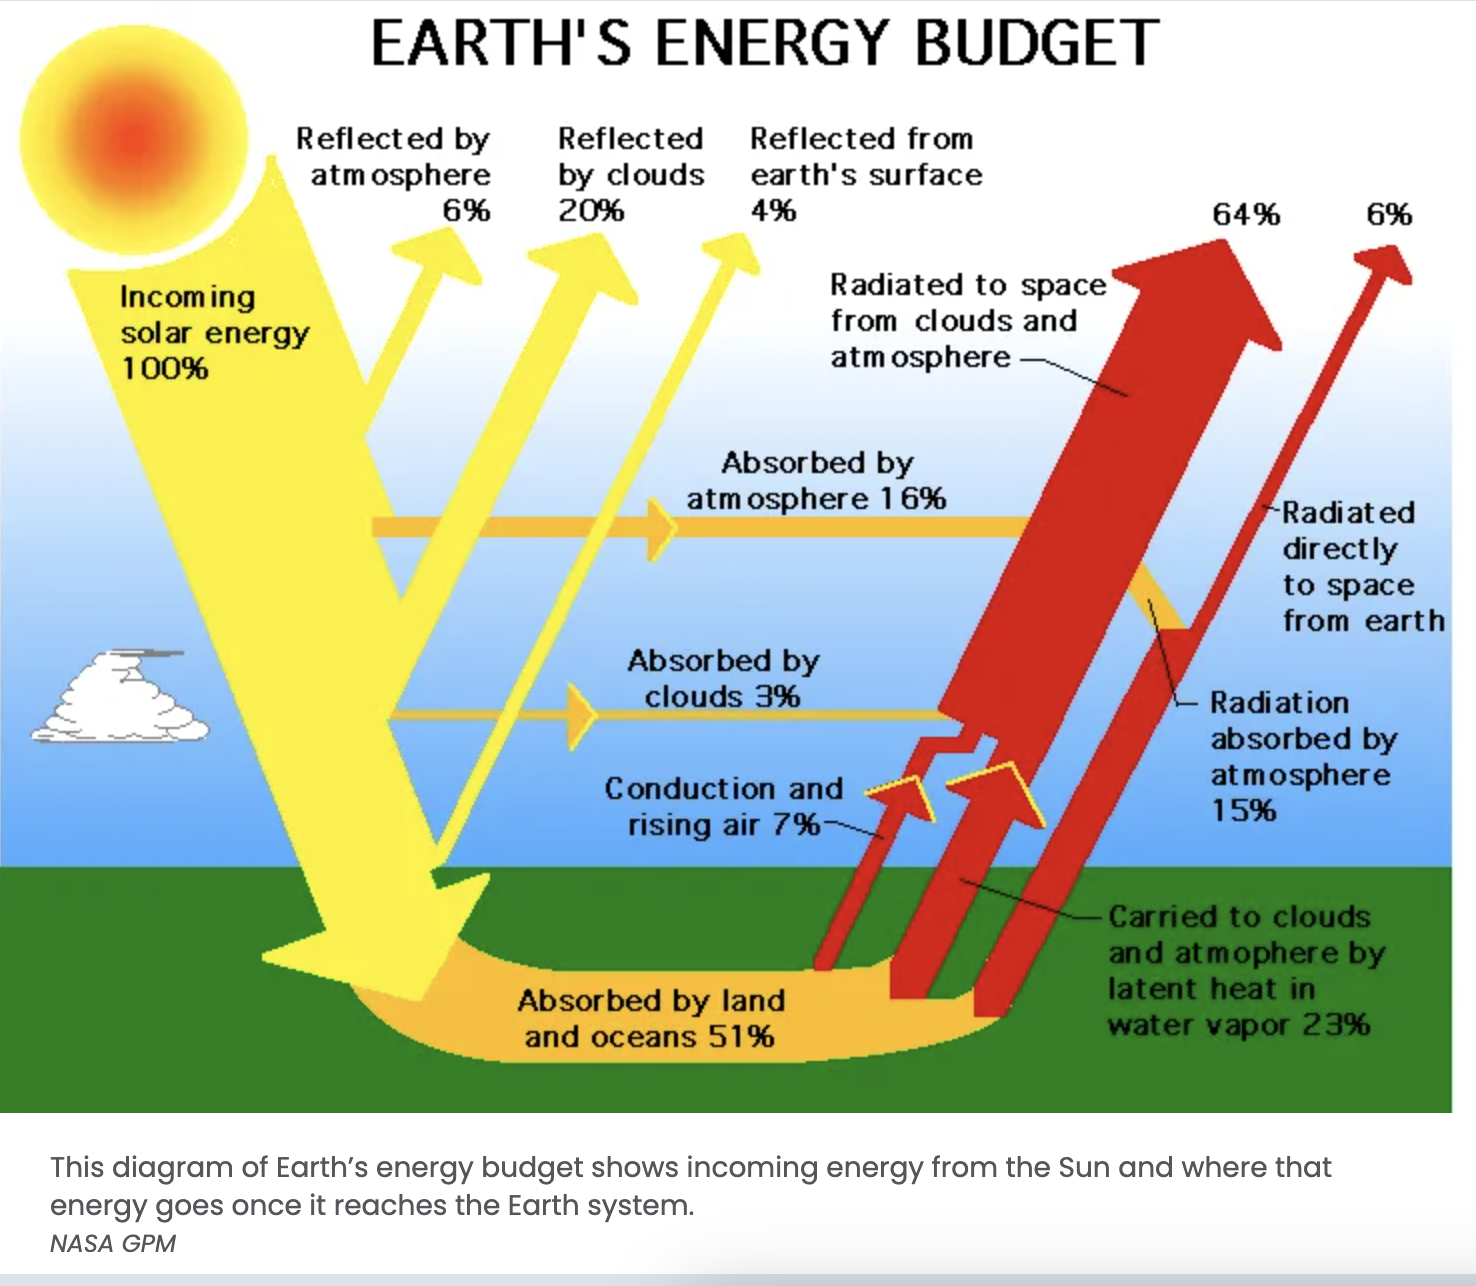 EARTH'S ENERGY BUDGET
Reflected by
atmosphere
6%
Reflected
by clouds
20%
Reflected from
earth's surface
4%
64%
6%
Incoming
solar energy
100%
Radiated to space
from clouds and
atmosphere
Absorbed by
atmosphere 16%
Radiated
directly
to space
from earth
Absorbed by
clouds 3%
Radiation
absorbed by
atmosphere
15%
Conduction and
rising air 7%
Carried to clouds
and atmophere by
latent heat in
water vapor 23%
Absorbed by land
and oceans 51%
This diagram of Earth’s energy budget shows incoming energy from the Sun and where that
energy goes once it reaches the Earth system.
NASA GPM